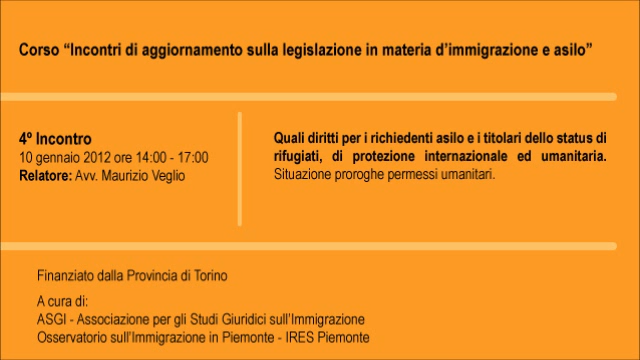 Corso “Incontri di aggiornamento sulla legislazione in materia d’immigrazione e asilo”
4º Incontro
10 gennaio 2012 ore 14:00 - 17:00
Relatore: Avv. Maurizio Veglio
Quali diritti per i richiedenti asilo e i titolari dello status di
rifugiati, di protezione internazionale ed umanitaria.
Situazione proroghe permessi umanitari.
Finanziato dalla Provincia di Torino
A cura di:
ASGI - Associazione per gli Studi Giuridici sull’Immigrazione
Osservatorio sull’Immigrazione in Piemonte - IRES Piemonte